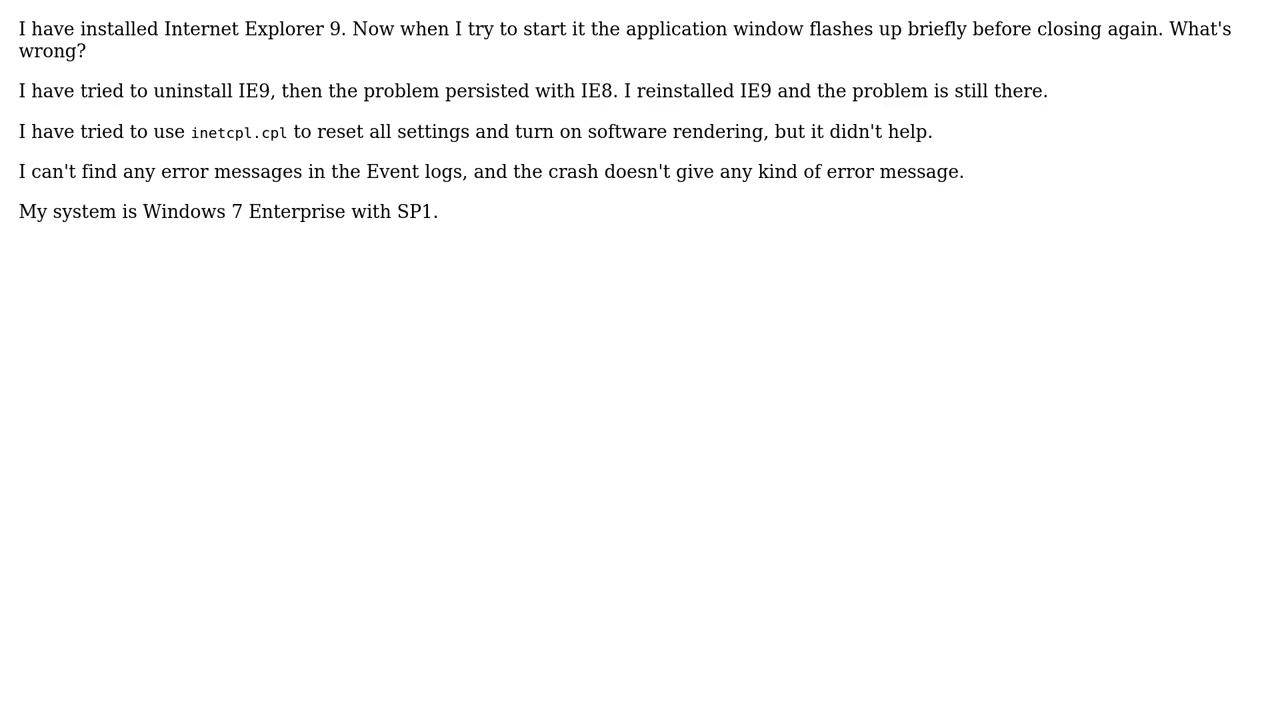 I have installed Internet Explorer 9. Now when I try to start it the application window flashes up briefly before closing again. What's
wrong?
I have tried to uninstall IE9, then the problem persisted with IE8. I reinstalled IE9 and the problem is still there.
I have tried to use inetcpl.cpl to reset all settings and turn on software rendering, but it didn't help.
I can't find any error messages in the Event logs, and the crash doesn't give any kind of error message.
My system is Windows 7 Enterprise with SP1.